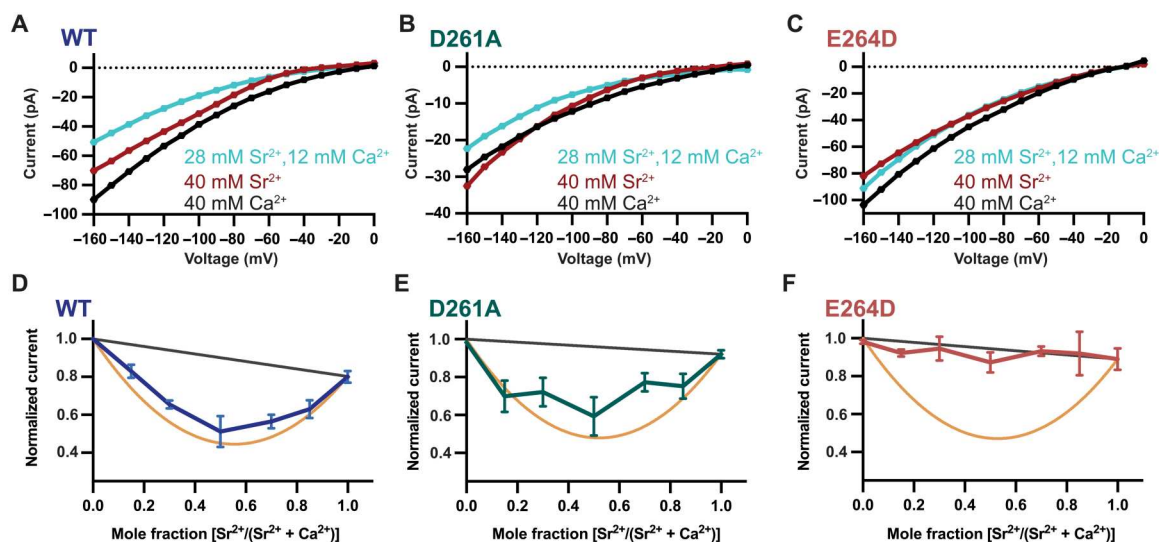 A
WT
0
−20
−40
−60
−80
−100
Current (pA)
28 mM Sr²⁺,12 mM Ca²⁺
40 mM Sr²⁺
40 mM Ca²⁺
−160 −140 −120 −100 −80 −60 −40 −20 0
Voltage (mV)
B
D261A
0
−10
−20
−30
−40
Current (pA)
28 mM Sr²⁺,12 mM Ca²⁺
40 mM Sr²⁺
40 mM Ca²⁺
−160 −140 −120 −100 −80 −60 −40 −20 0
Voltage (mV)
C
E264D
0
−20
−40
−60
−80
−100
Current (pA)
28 mM Sr²⁺,12 mM Ca²⁺
40 mM Sr²⁺
40 mM Ca²⁺
−160 −140 −120 −100 −80 −60 −40 −20 0
Voltage (mV)
D
WT
1.0
0.8
0.6
0.4
Normalized current
0.0 0.2 0.4 0.6 0.8 1.0
Mole fraction [Sr²⁺/(Sr²⁺ + Ca²⁺)]
E
D261A
1.0
0.8
0.6
0.4
Normalized current
0.0 0.2 0.4 0.6 0.8 1.0
Mole fraction [Sr²⁺/(Sr²⁺ + Ca²⁺)]
F
E264D
1.0
0.8
0.6
0.4
Normalized current
0.0 0.2 0.4 0.6 0.8 1.0
Mole fraction [Sr²⁺/(Sr²⁺ + Ca²⁺)]